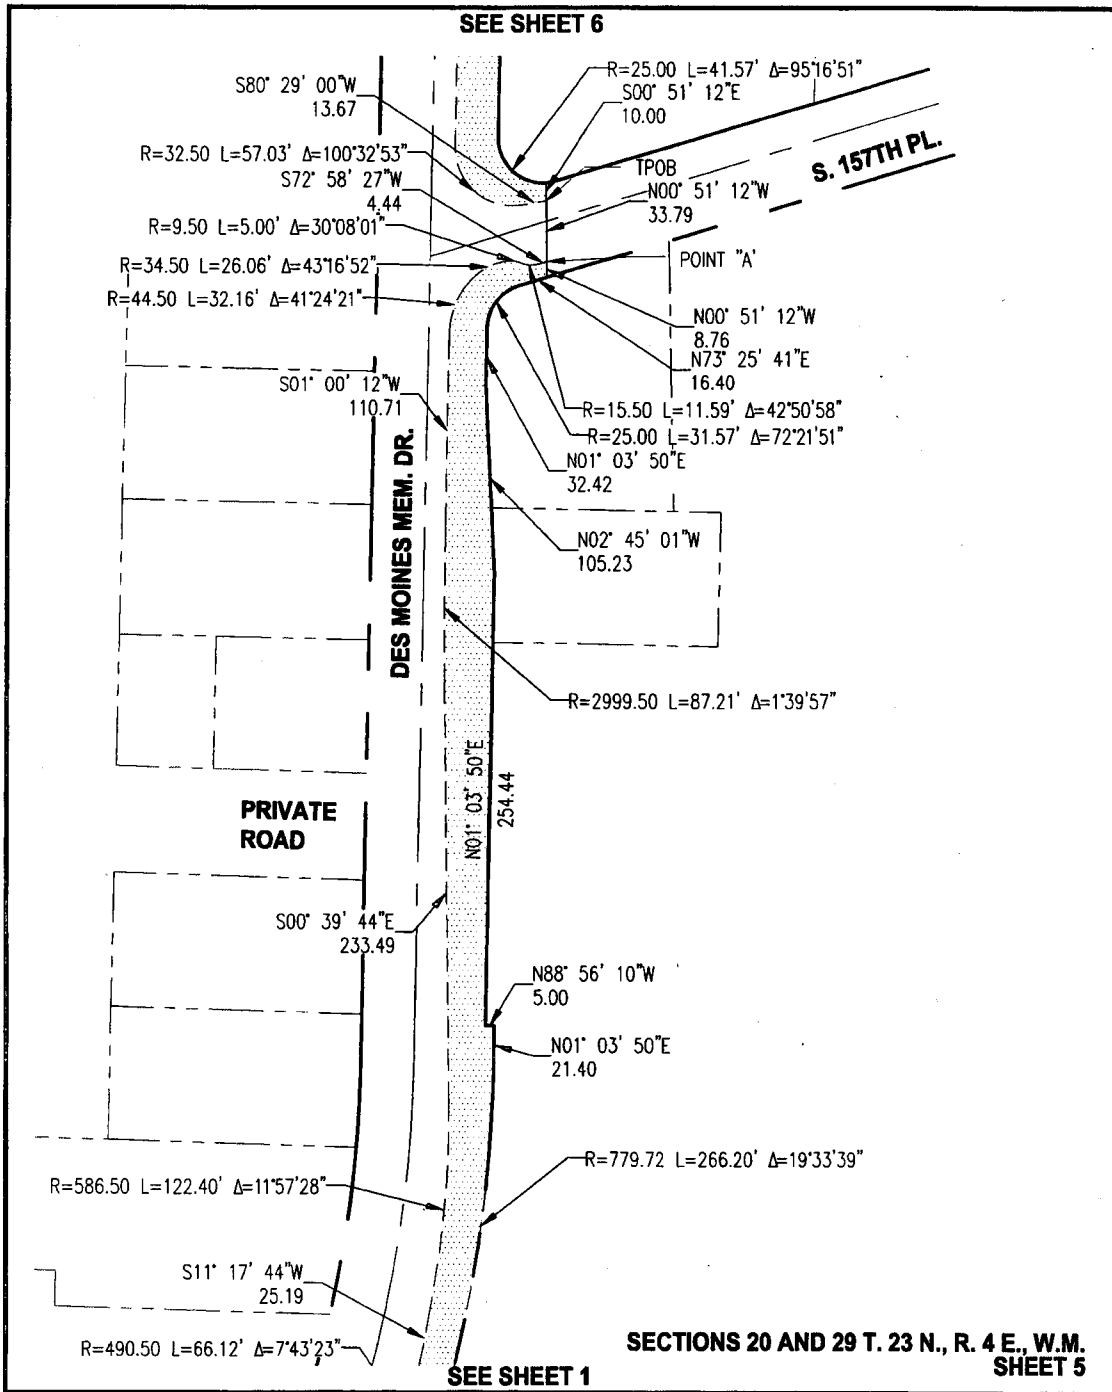 SEE SHEET 6
R=25.00 L=41.57' Δ=95°16'51"
S80° 29' 00"W
13.67
S00° 51' 12"E
10.00
R=32.50 L=57.03' Δ=100°32'53"
TPOB
S. 157TH PL.
S72° 58' 27"W
4.44
N00° 51' 12"W
33.79
R=9.50 L=5.00' Δ=30°08'01"
R=34.50 L=26.06' Δ=43°16'52"
POINT "A'
R=44.50 L=32.16' Δ=41°24'21"
N00° 51' 12"W
8.76
N73° 25' 41"E
16.40
S01° 00' 12"W
110.71
R=15.50 L=11.59' Δ=42°50'58"
R=25.00 L=31.57' Δ=72°21'51"
N01° 03' 50"E
32.42
DES MOINES MEM. DR.
N02° 45' 01"W
105.23
R=2999.50 L=87.21' Δ=1°39'57"
N01° 03' 50"E
254.44
PRIVATE
ROAD
S00° 39' 44"E
233.49
N88° 56' 10"W
5.00
N01° 03' 50"E
21.40
R=779.72 L=266.20' Δ=19°33'39"
R=586.50 L=122.40' Δ=11°57'28"
S11° 17' 44"W
25.19
R=490.50 L=66.12' Δ=7°43'23"
SECTIONS 20 AND 29 T. 23 N., R. 4 E., W.M.
SHEET 5
SEE SHEET 1